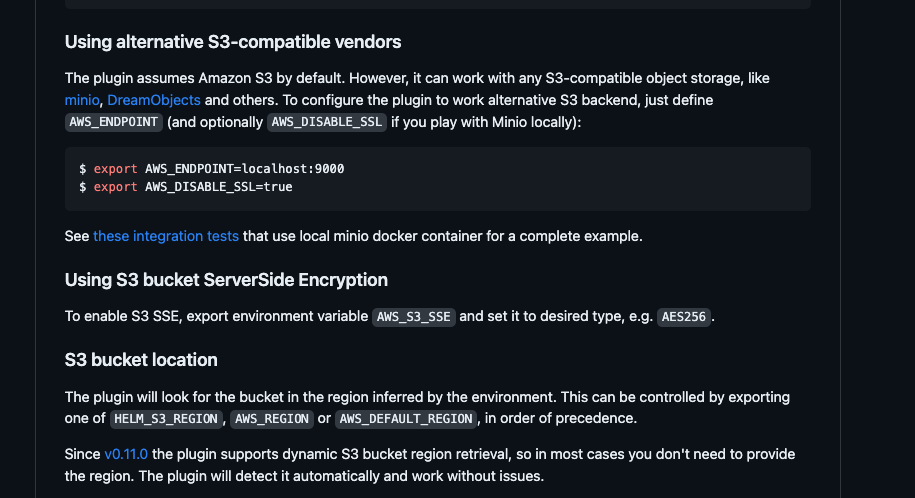 Using alternative S3-compatible vendors
The plugin assumes Amazon S3 by default. However, it can work with any S3-compatible object storage, like
minio, DreamObjects and others. To configure the plugin to work alternative S3 backend, just define
AWS_ENDPOINT (and optionally AWS_DISABLE_SSL if you play with Minio locally):
$ export AWS_ENDPOINT=localhost:9000
$ export AWS_DISABLE_SSL=true
See these integration tests that use local minio docker container for a complete example.
Using S3 bucket ServerSide Encryption
To enable S3 SSE, export environment variable AWS_S3_SSE and set it to desired type, e.g. AES256.
S3 bucket location
The plugin will look for the bucket in the region inferred by the environment. This can be controlled by exporting
one of HELM_S3_REGION, AWS_REGION or AWS_DEFAULT_REGION, in order of precedence.
Since v0.11.0 the plugin supports dynamic S3 bucket region retrieval, so in most cases you don't need to provide
the region. The plugin will detect it automatically and work without issues.